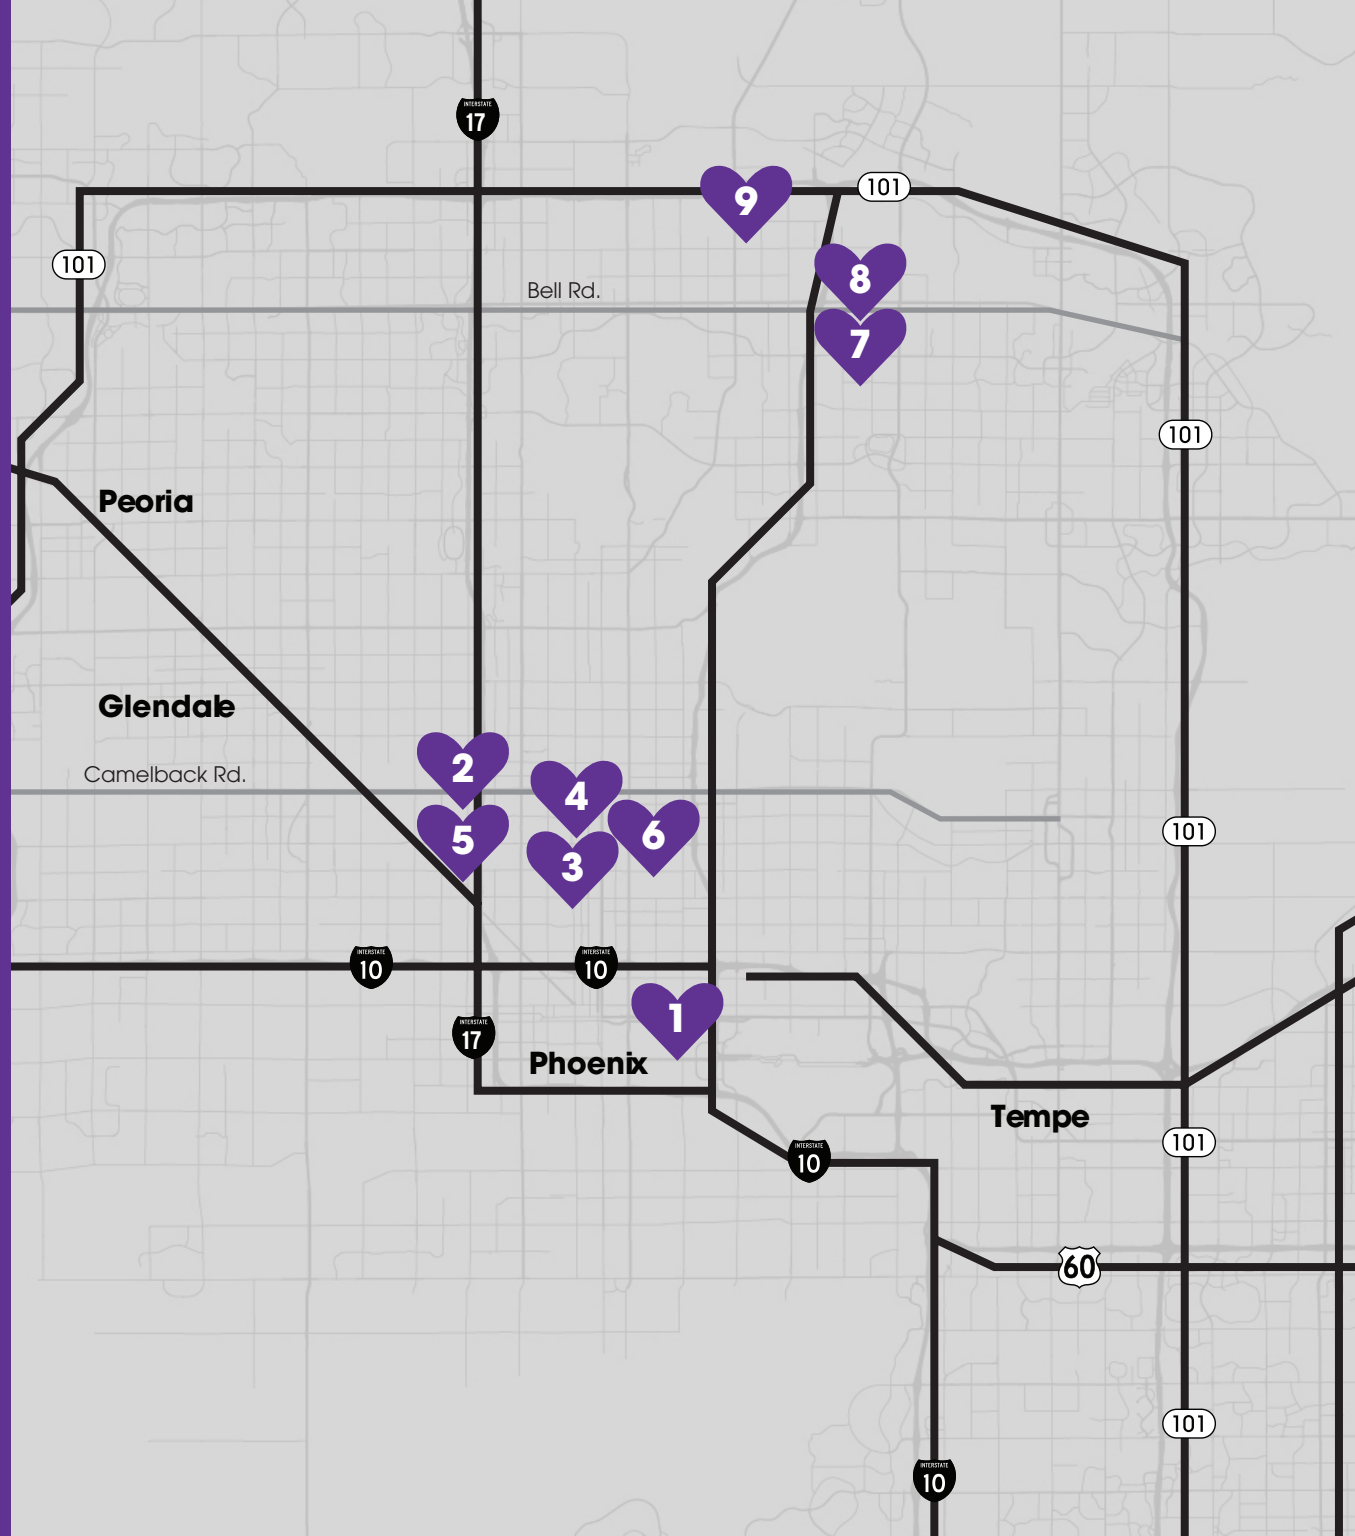 INTERSTATE
17
9
101
8
101
Bell Rd.
7
101
Peoria
Glendale
2
Camelback Rd.
4
5
6
101
3
INTERSTATE
10
INTERSTATE
10
1
INTERSTATE
17
Phoenix
Tempe
101
INTERSTATE
10
60
101
INTERSTATE
10